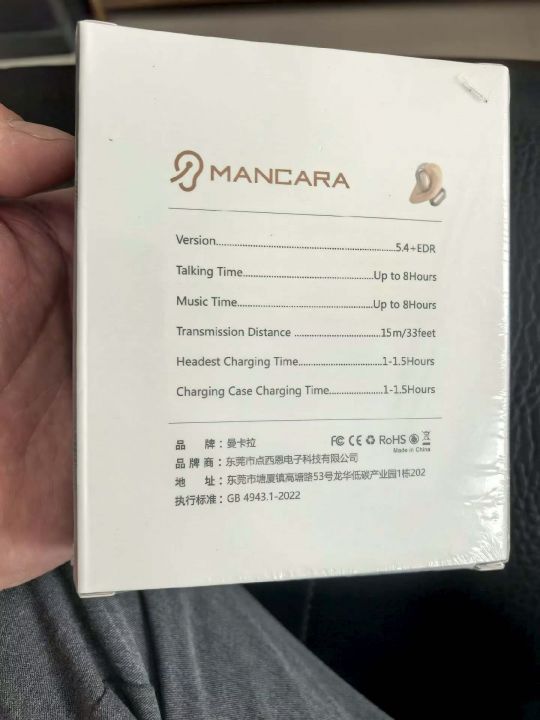 MANCARA
Version..............................................5.4+EDR
Talking Time.................................Up to 8Hours
Music Time...................................Up to 8Hours
Transmission Distance ......................15m/33feet
Headest Charging Time.....................1-1.5Hours
Charging Case Charging Time..............1-1.5Hours
品 牌：曼卡拉
FC CE RoHS
Made in China
品 牌 商：东莞市点西恩电子科技有限公司
地 址：东莞市塘厦镇高塘路53号龙华低碳产业园1栋202
执行标准：GB 4943.1-2022